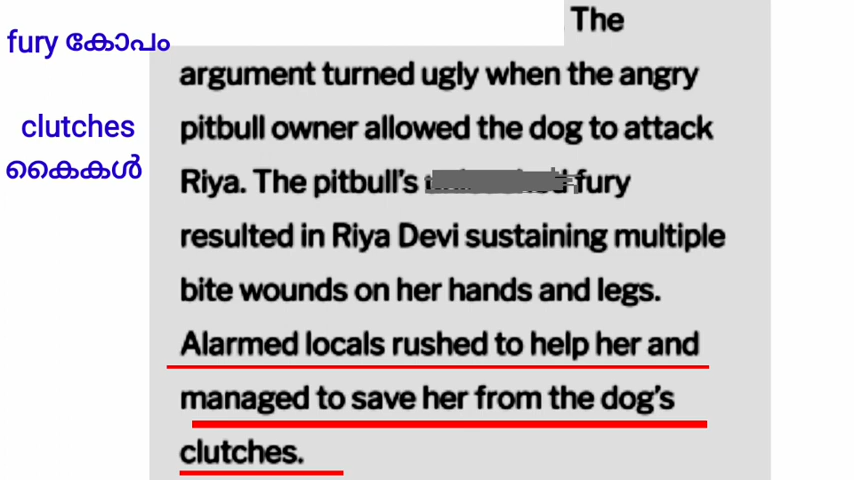 fury കോപം
clutches
കൈകൾ
The
argument turned ugly when the angry
pitbull owner allowed the dog to attack
Riya. The pitbull's fury
resulted in Riya Devi sustaining multiple
bite wounds on her hands and legs.
Alarmed locals rushed to help her and
managed to save her from the dog's
clutches.